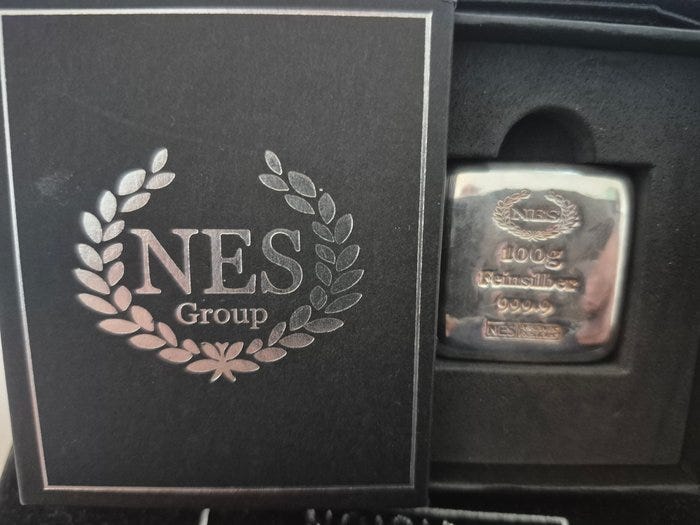 NES
Group
NES
100g
Feinsilber
999.9